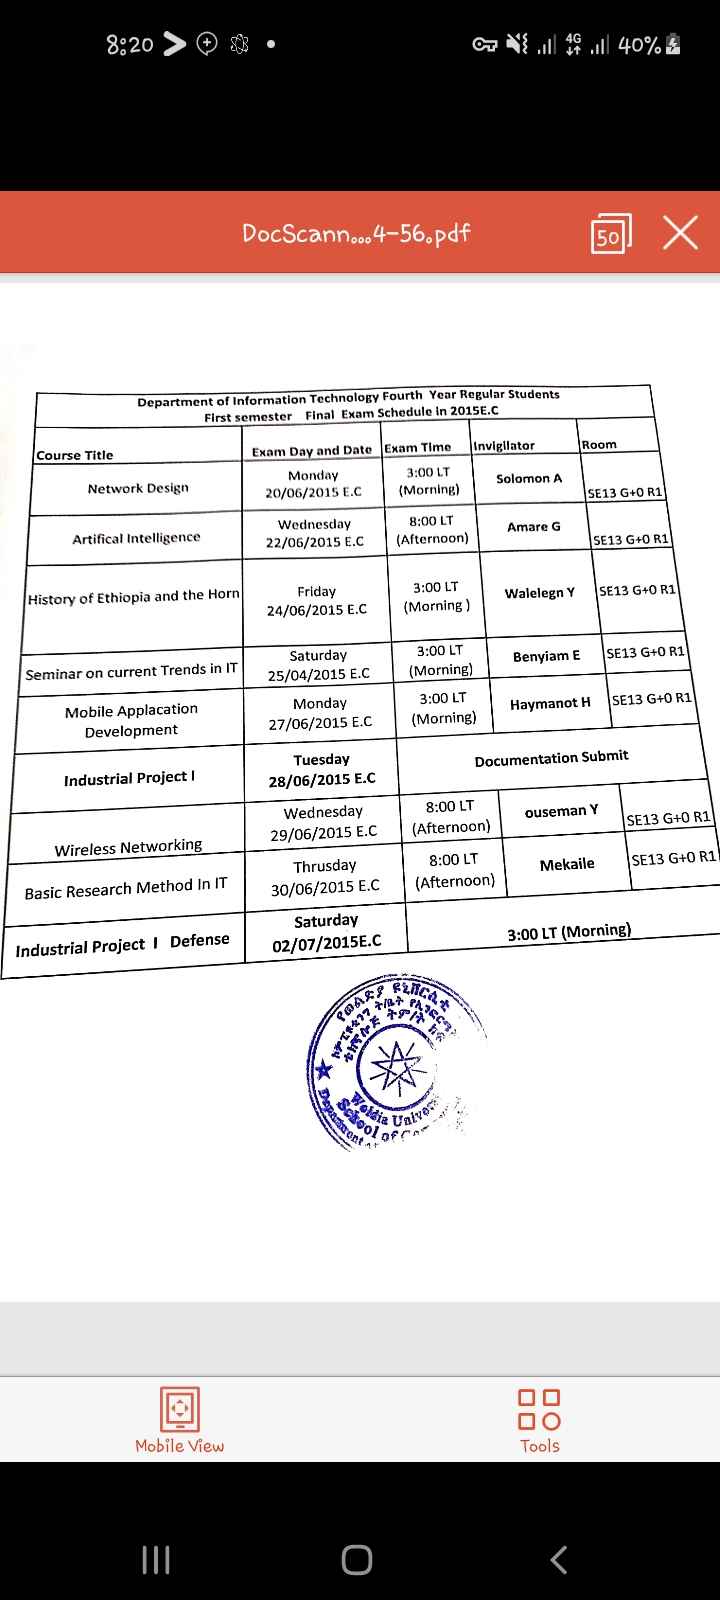 8:20
4G
40%
DocScann...4-56.pdf
50
Department of Information Technology Fourth Year Regular Students
First semester Final Exam Schedule in 2015E.C
Course Title Exam Day and Date Exam Time Invigilator Room
Network Design Monday 20/06/2015 E.C 3:00 LT (Morning) Solomon A SE13 G+0 R1
Artifical Intelligence Wednesday 22/06/2015 E.C 8:00 LT (Afternoon) Amare G SE13 G+0 R1
History of Ethiopia and the Horn Friday 24/06/2015 E.C 3:00 LT (Morning ) Walelegn Y SE13 G+0 R1
Seminar on current Trends in IT Saturday 25/04/2015 E.C 3:00 LT (Morning) Benyiam E SE13 G+0 R1
Mobile Applacation Development Monday 27/06/2015 E.C 3:00 LT (Morning) Haymanot H SE13 G+0 R1
Industrial Project I Tuesday 28/06/2015 E.C Documentation Submit
Wireless Networking Wednesday 29/06/2015 E.C 8:00 LT (Afternoon) ouseman Y SE13 G+0 R1
Basic Research Method In IT Thrusday 30/06/2015 E.C 8:00 LT (Afternoon) Mekaile SE13 G+0 R1
Industrial Project I Defense Saturday 02/07/2015E.C 3:00 LT (Morning)
የወልድያ ዩኒቨርሲቲ
Woldia
School of
Department
Mobile View
Tools